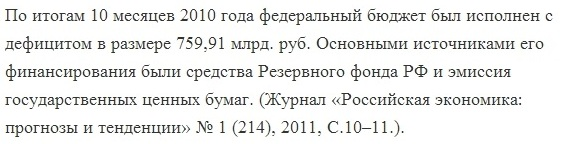 По итогам 10 месяцев 2010 года федеральный бюджет был исполнен с
дефицитом в размере 759,91 млрд. руб. Основными источниками его
финансирования были средства Резервного фонда РФ и эмиссия
государственных ценных бумаг. (Журнал «Российская экономика:
прогнозы и тенденции» № 1 (214), 2011, С.10–11.).